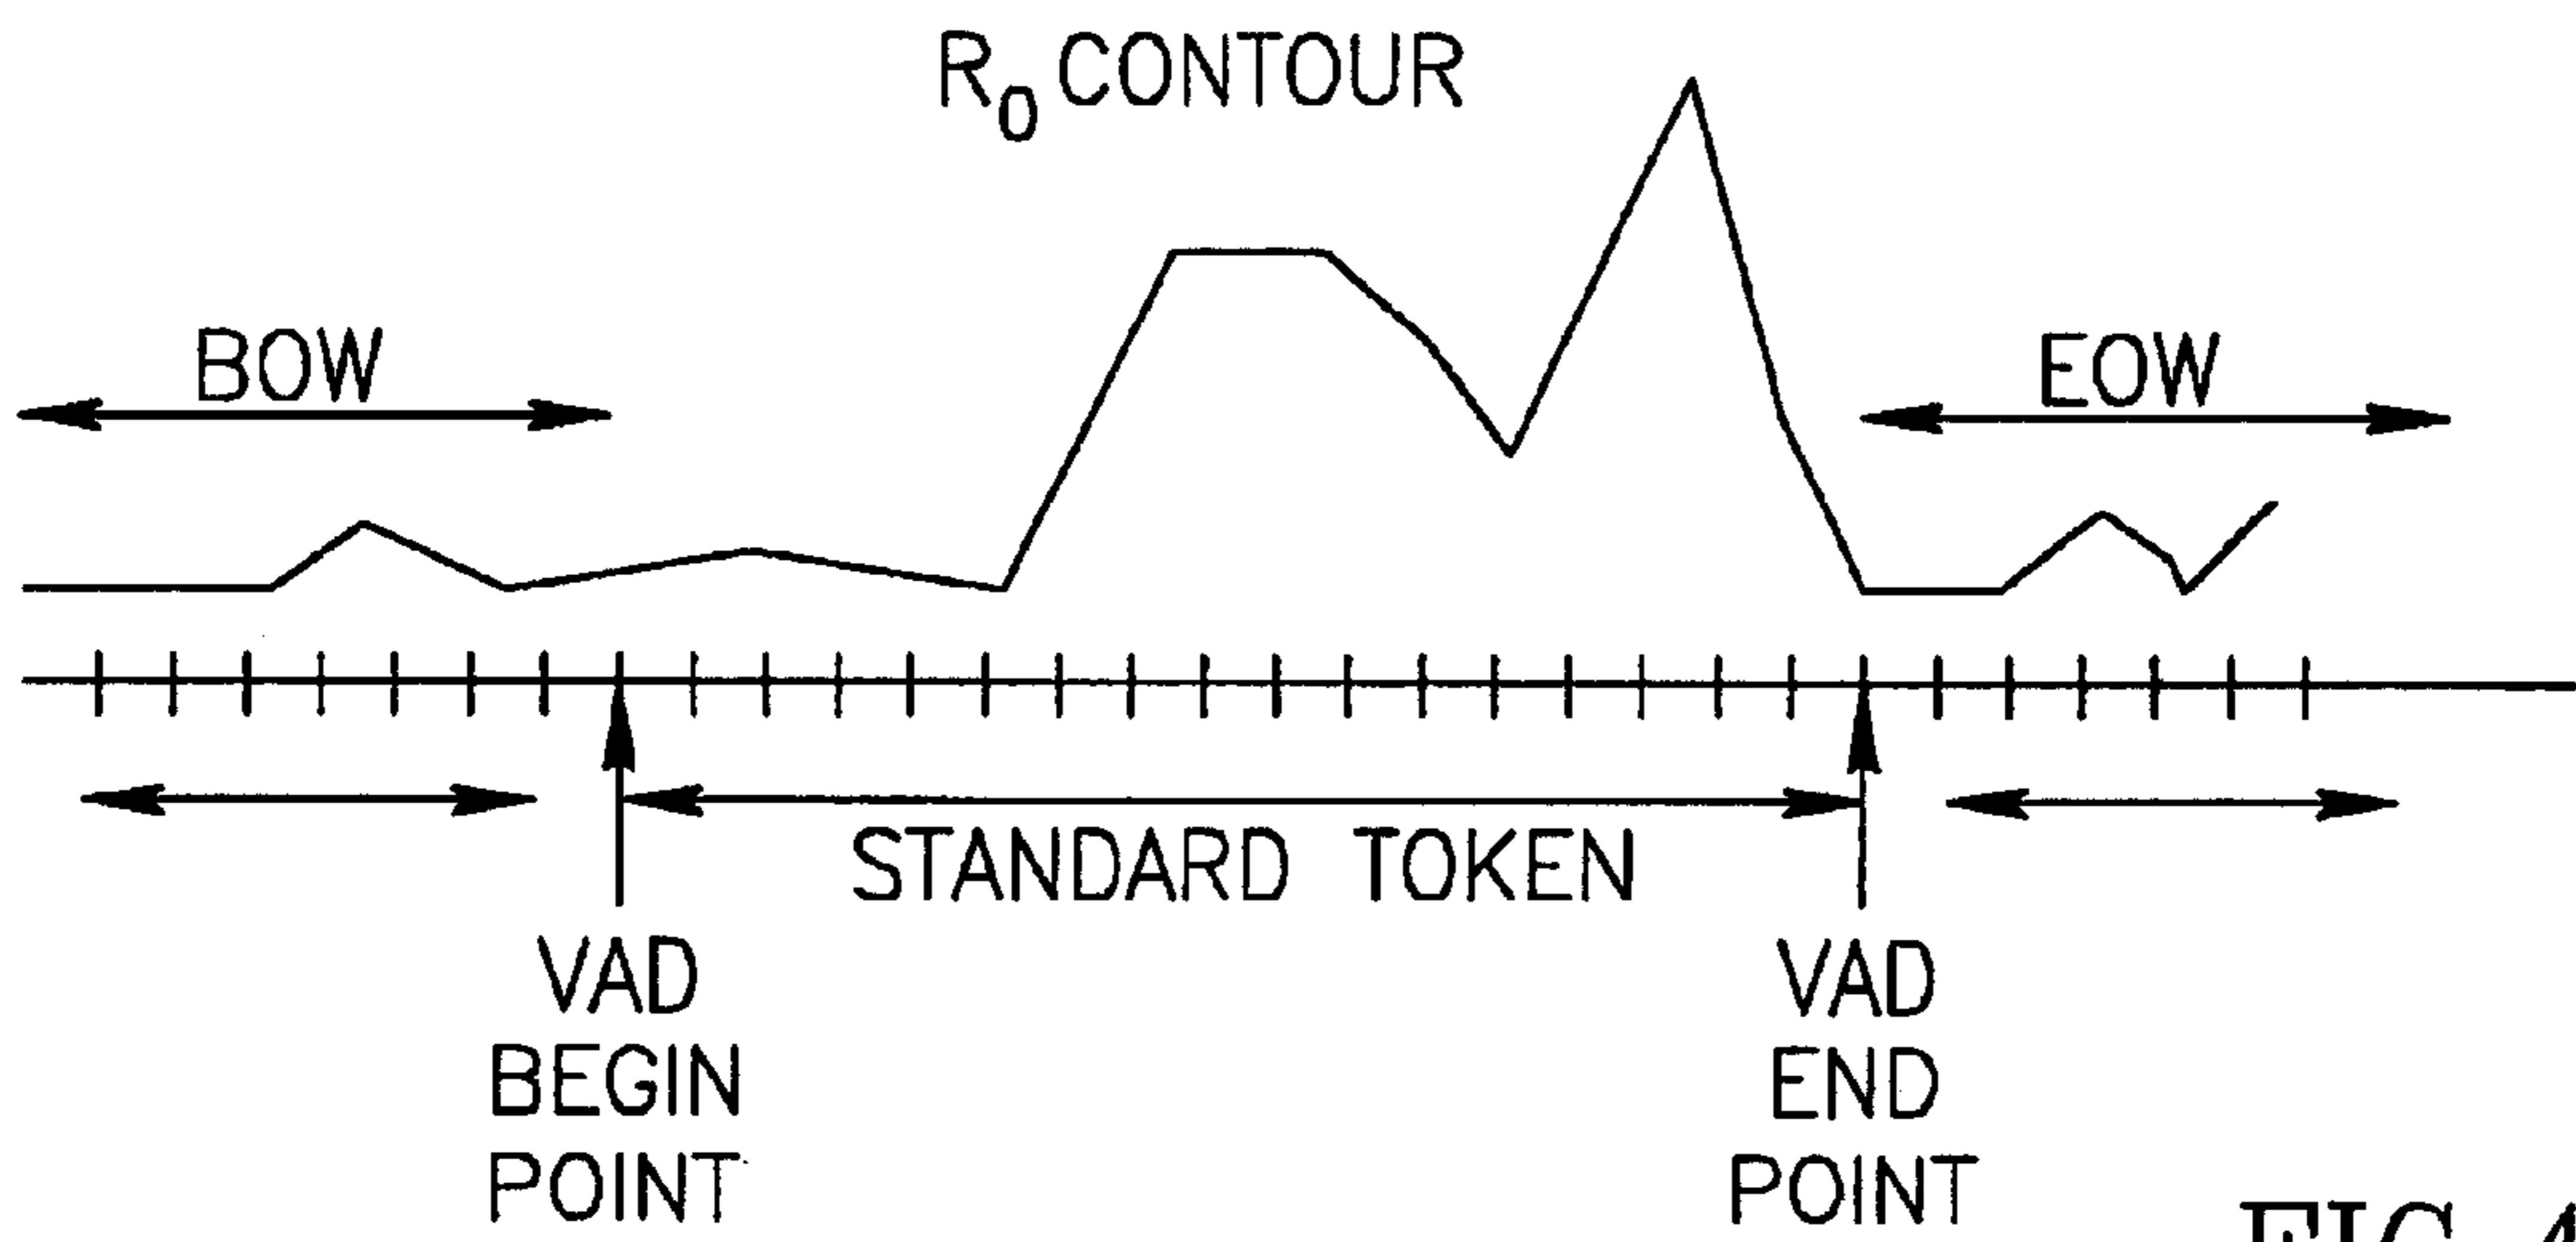 R0 CONTOUR
BOW
EOW
STANDARD TOKEN
VAD
BEGIN
POINT
VAD
END
POINT